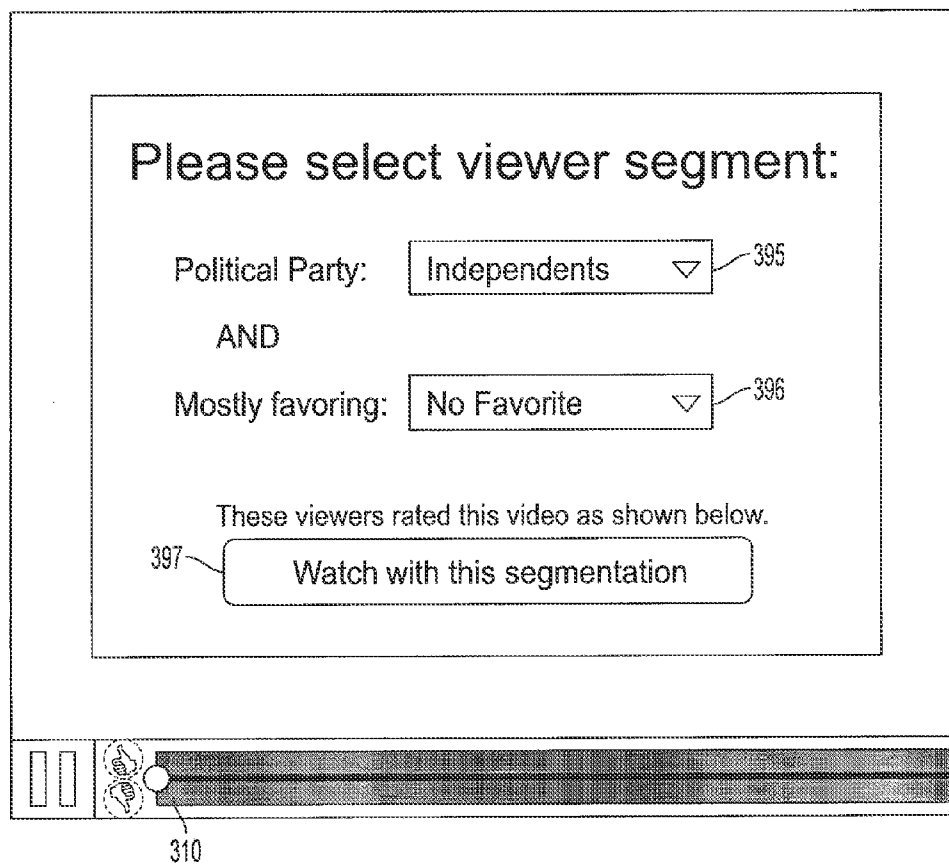 Please select viewer segment:
Political Party: Independents 395
AND
Mostly favoring: No Favorite 396
These viewers rated this video as shown below.
397 Watch with this segmentation
310